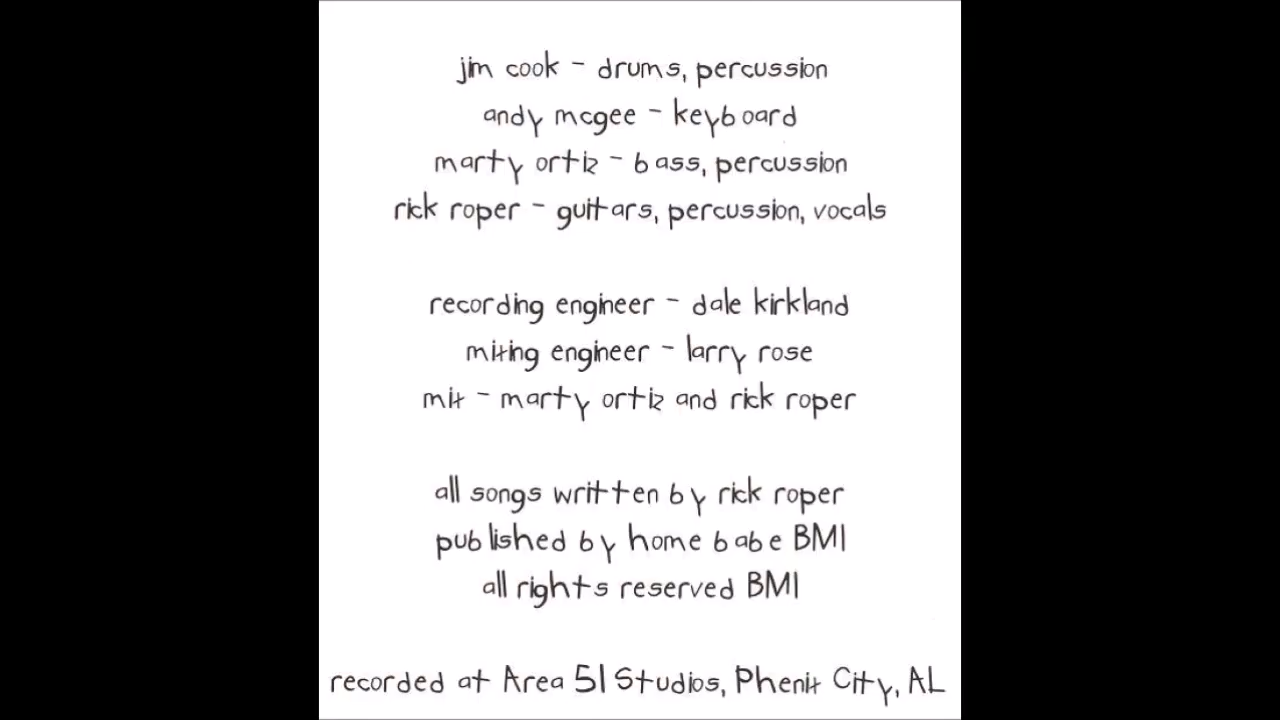 jim cook - drums, percussion
andy mcgee - keyboard
marty ortiz - bass, percussion
rick roper - guitars, percussion, vocals
recording engineer - dale kirkland
mixing engineer - larry rose
mix - marty ortiz and rick roper
all songs written by rick roper
published by home babe BMI
all rights reserved BMI
recorded at Area 51 Studios, Phenix City, AL